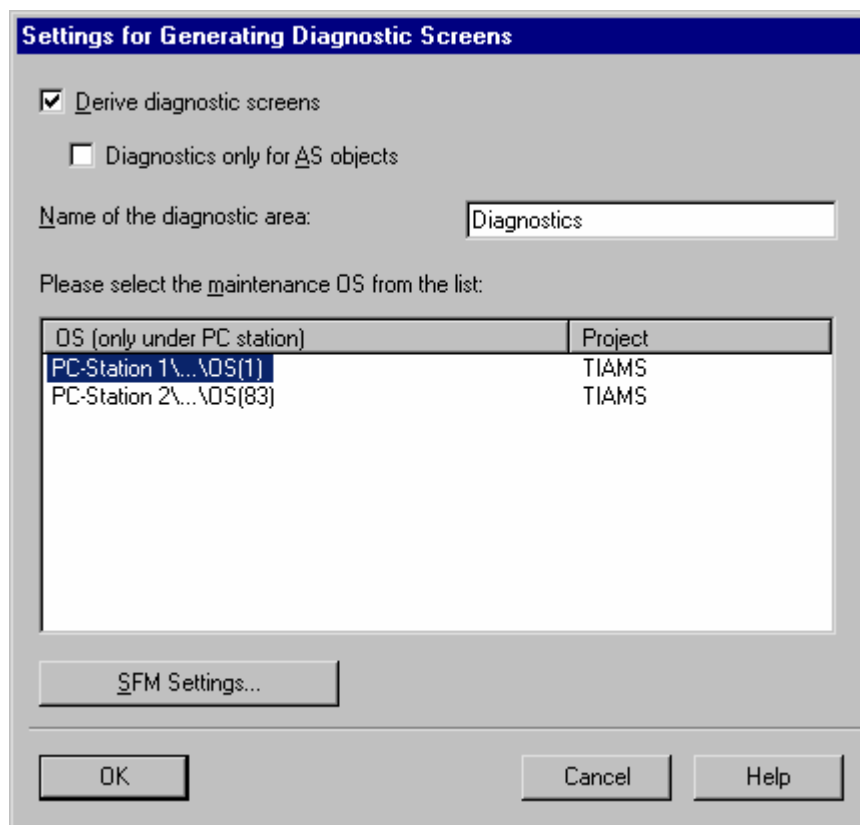 Settings for Generating Diagnostic Screens
Derive diagnostic screens
Diagnostics only for AS objects
Name of the diagnostic area: Diagnostics
Please select the maintenance OS from the list:
OS (only under PC station) Project
PC-Station 1\...\OS(1) TIAMS
PC-Station 2\...\OS(83) TIAMS
SFM Settings...
OK Cancel Help